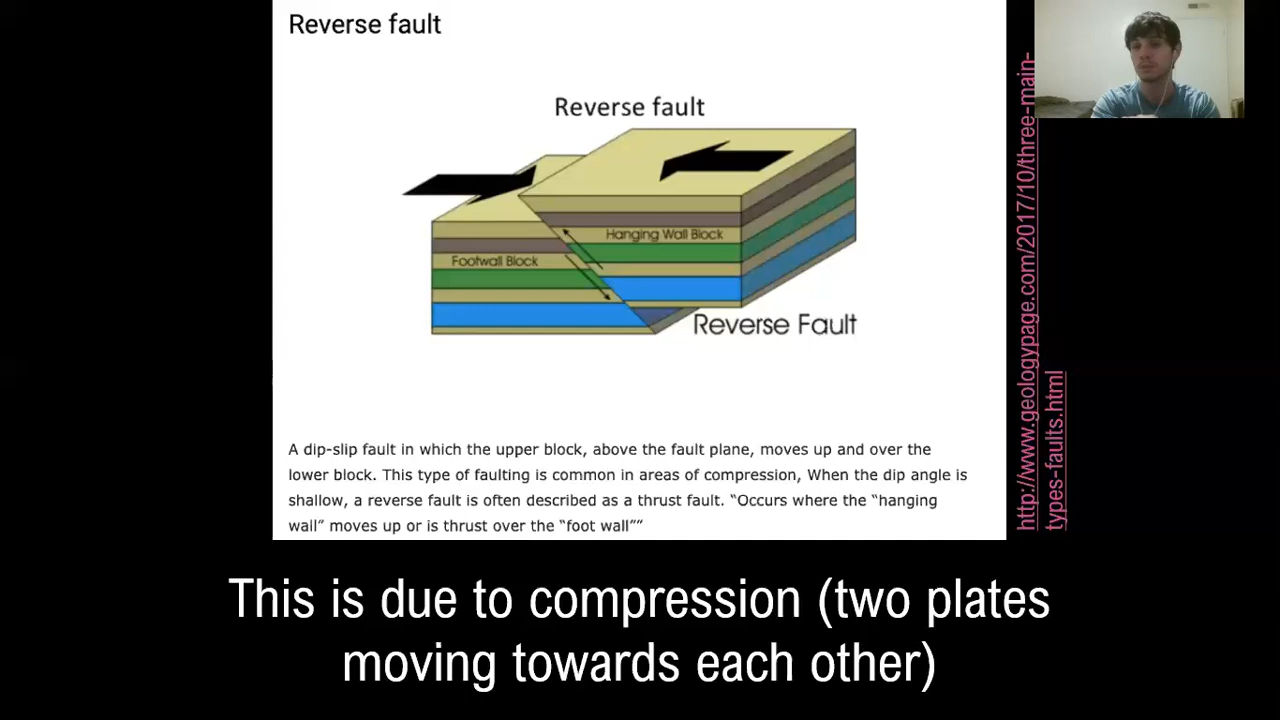 Reverse fault
Reverse fault
Hanging Wall Block
Footwall Block
Reverse Fault
A dip-slip fault in which the upper block, above the fault plane, moves up and over the
lower block. This type of faulting is common in areas of compression, When the dip angle is
shallow, a reverse fault is often described as a thrust fault. “Occurs where the “hanging
wall” moves up or is thrust over the “foot wall””
http://www.geologypage.com/2017/10/three-main-
types-faults.html
This is due to compression (two plates
moving towards each other)